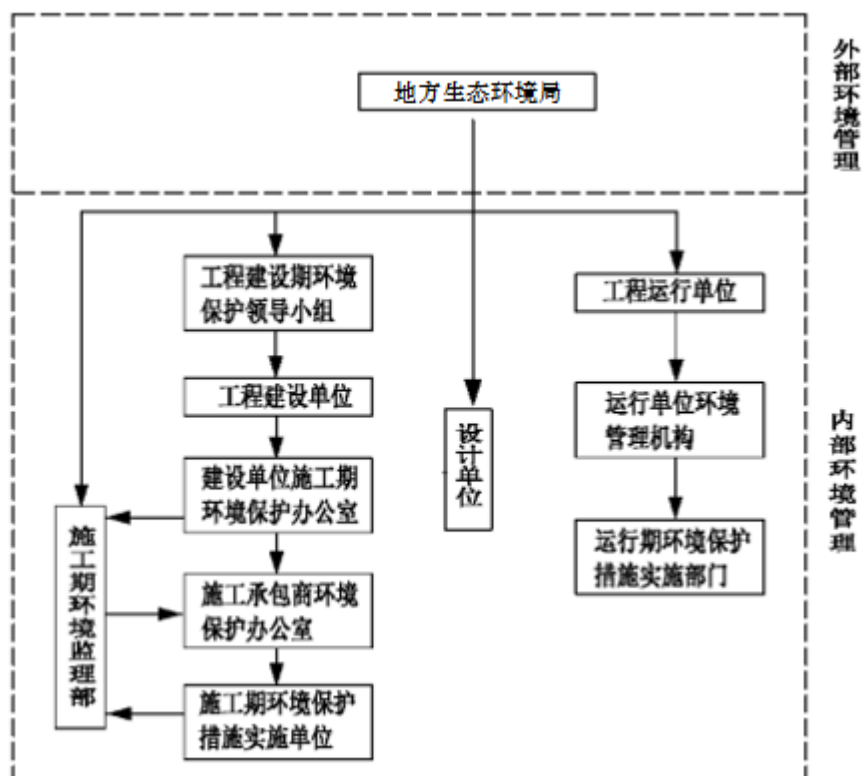 外部环境管理
地方生态环境局
工程建设期环境
保护领导小组
工程建设单位
建设单位施工期
环境保护办公室
施工承包商环境
保护办公室
施工期环境保护
措施实施单位
施工期环境监理部
设计单位
工程运行单位
运行单位环境
管理机构
运行期环境保护
措施实施部门
内部环境管理